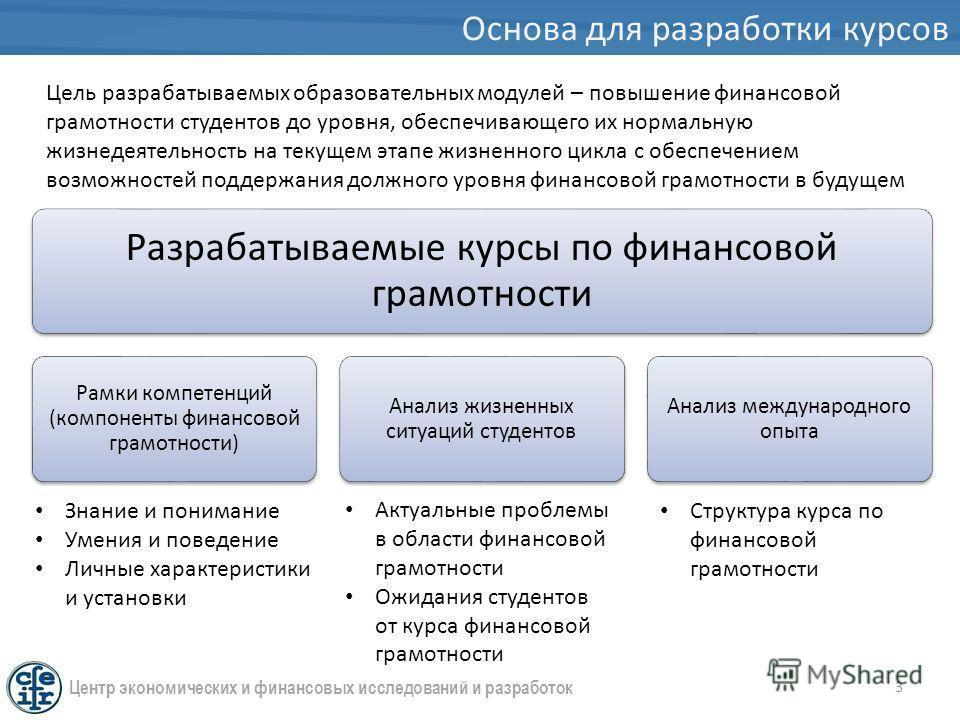 Основа для разработки курсов
Цель разрабатываемых образовательных модулей – повышение финансовой
грамотности студентов до уровня, обеспечивающего их нормальную
жизнедеятельность на текущем этапе жизненного цикла с обеспечением
возможностей поддержания должного уровня финансовой грамотности в будущем
Разрабатываемые курсы по финансовой
грамотности
Рамки компетенций
(компоненты финансовой
грамотности)
Анализ жизненных
ситуаций студентов
Анализ международного
опыта
• Знание и понимание
• Умения и поведение
• Личные характеристики
и установки
• Актуальные проблемы
в области финансовой
грамотности
• Ожидания студентов
от курса финансовой
грамотности
• Структура курса по
финансовой
грамотности
cfe
ifr
Центр экономических и финансовых исследований и разработок
MyShared
3